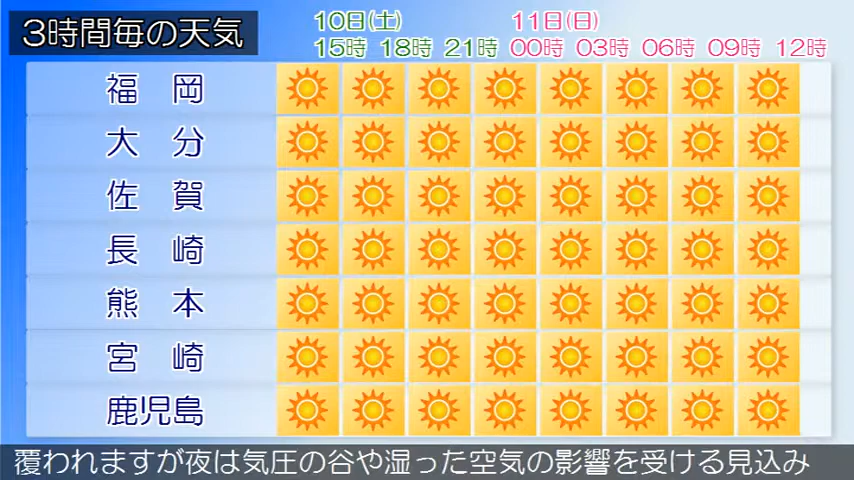 3時間毎の天気
10日(土) 11日(日)
15時 18時 21時 00時 03時 06時 09時 12時
福岡
大分
佐賀
長崎
熊本
宮崎
鹿児島
覆われますが夜は気圧の谷や湿った空気の影響を受ける見込み